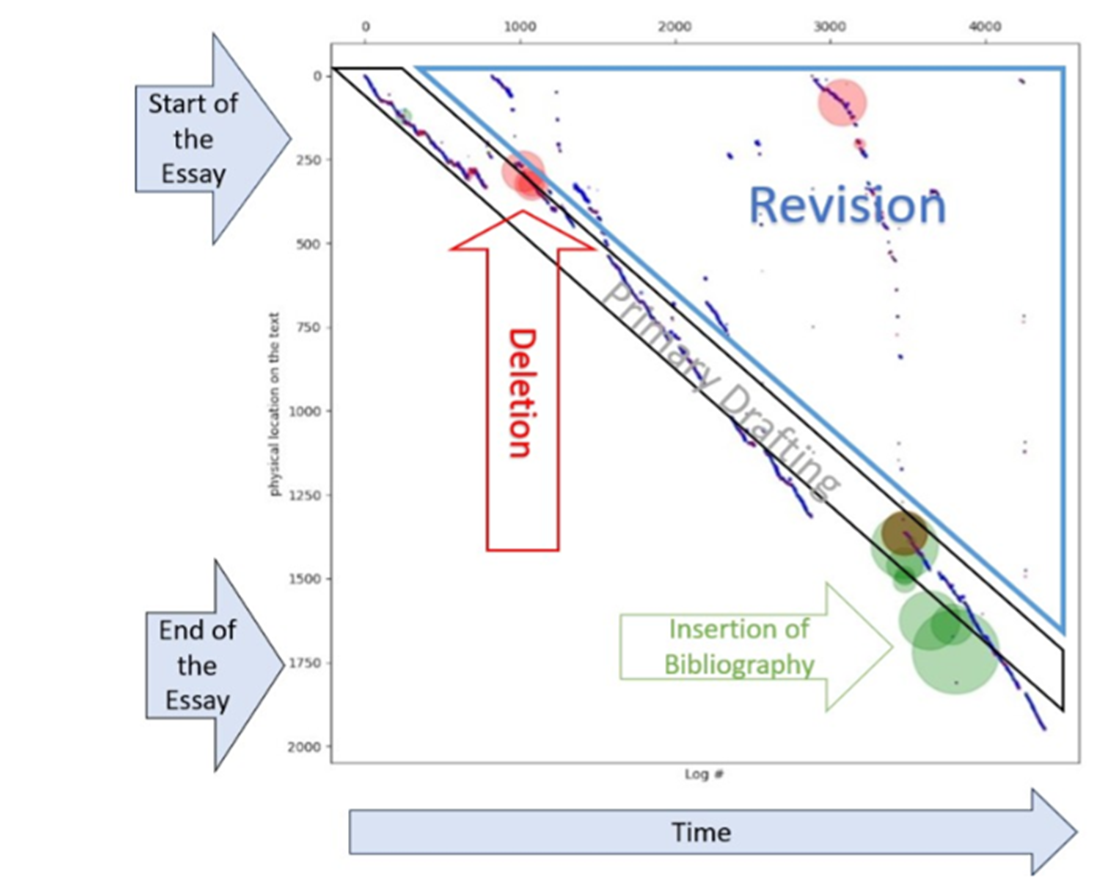 0 1000 2000 3000 4000
Start of
the
Essay
0
250
500
750
1000
1250
1500
1750
2000
physical location on the text
Revision
Primary Drafting
Deletion
Insertion of
Bibliography
End of
the
Essay
Log #
Time